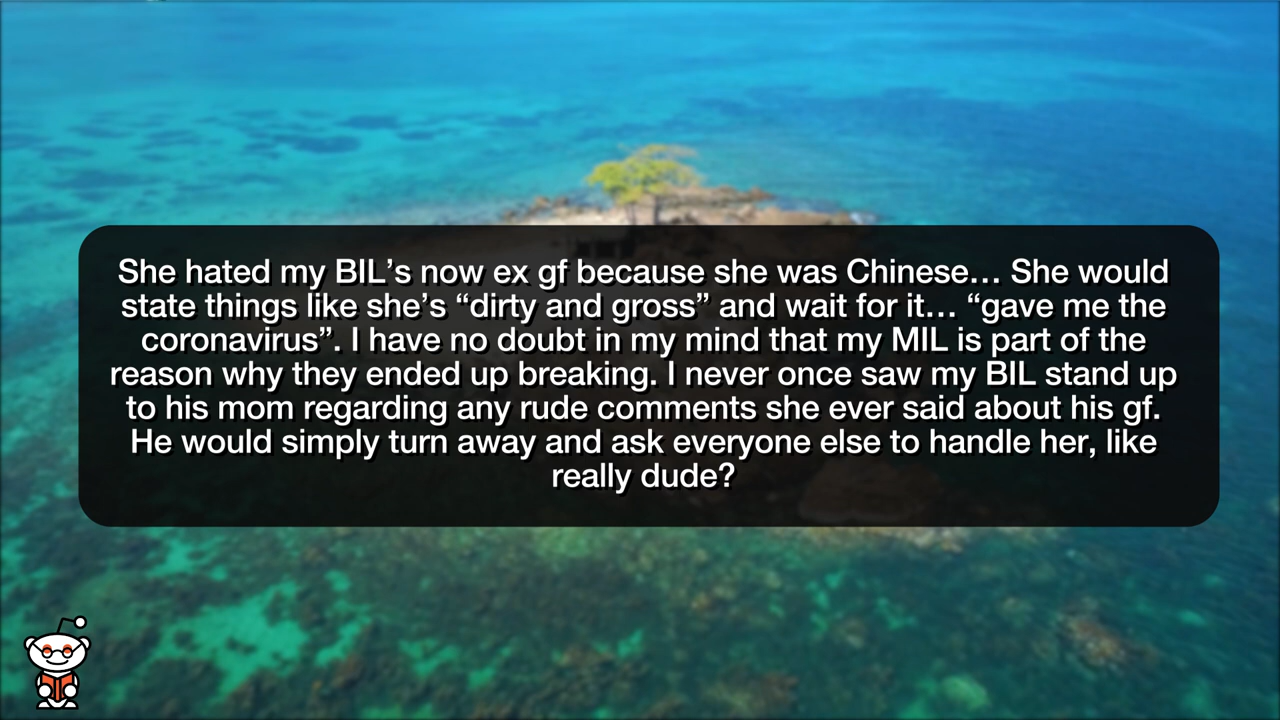 She hated my BIL’s now ex gf because she was Chinese… She would
state things like she’s “dirty and gross” and wait for it… “gave me the
coronavirus”. I have no doubt in my mind that my MIL is part of the
reason why they ended up breaking. I never once saw my BIL stand up
to his mom regarding any rude comments she ever said about his gf.
He would simply turn away and ask everyone else to handle her, like
really dude?